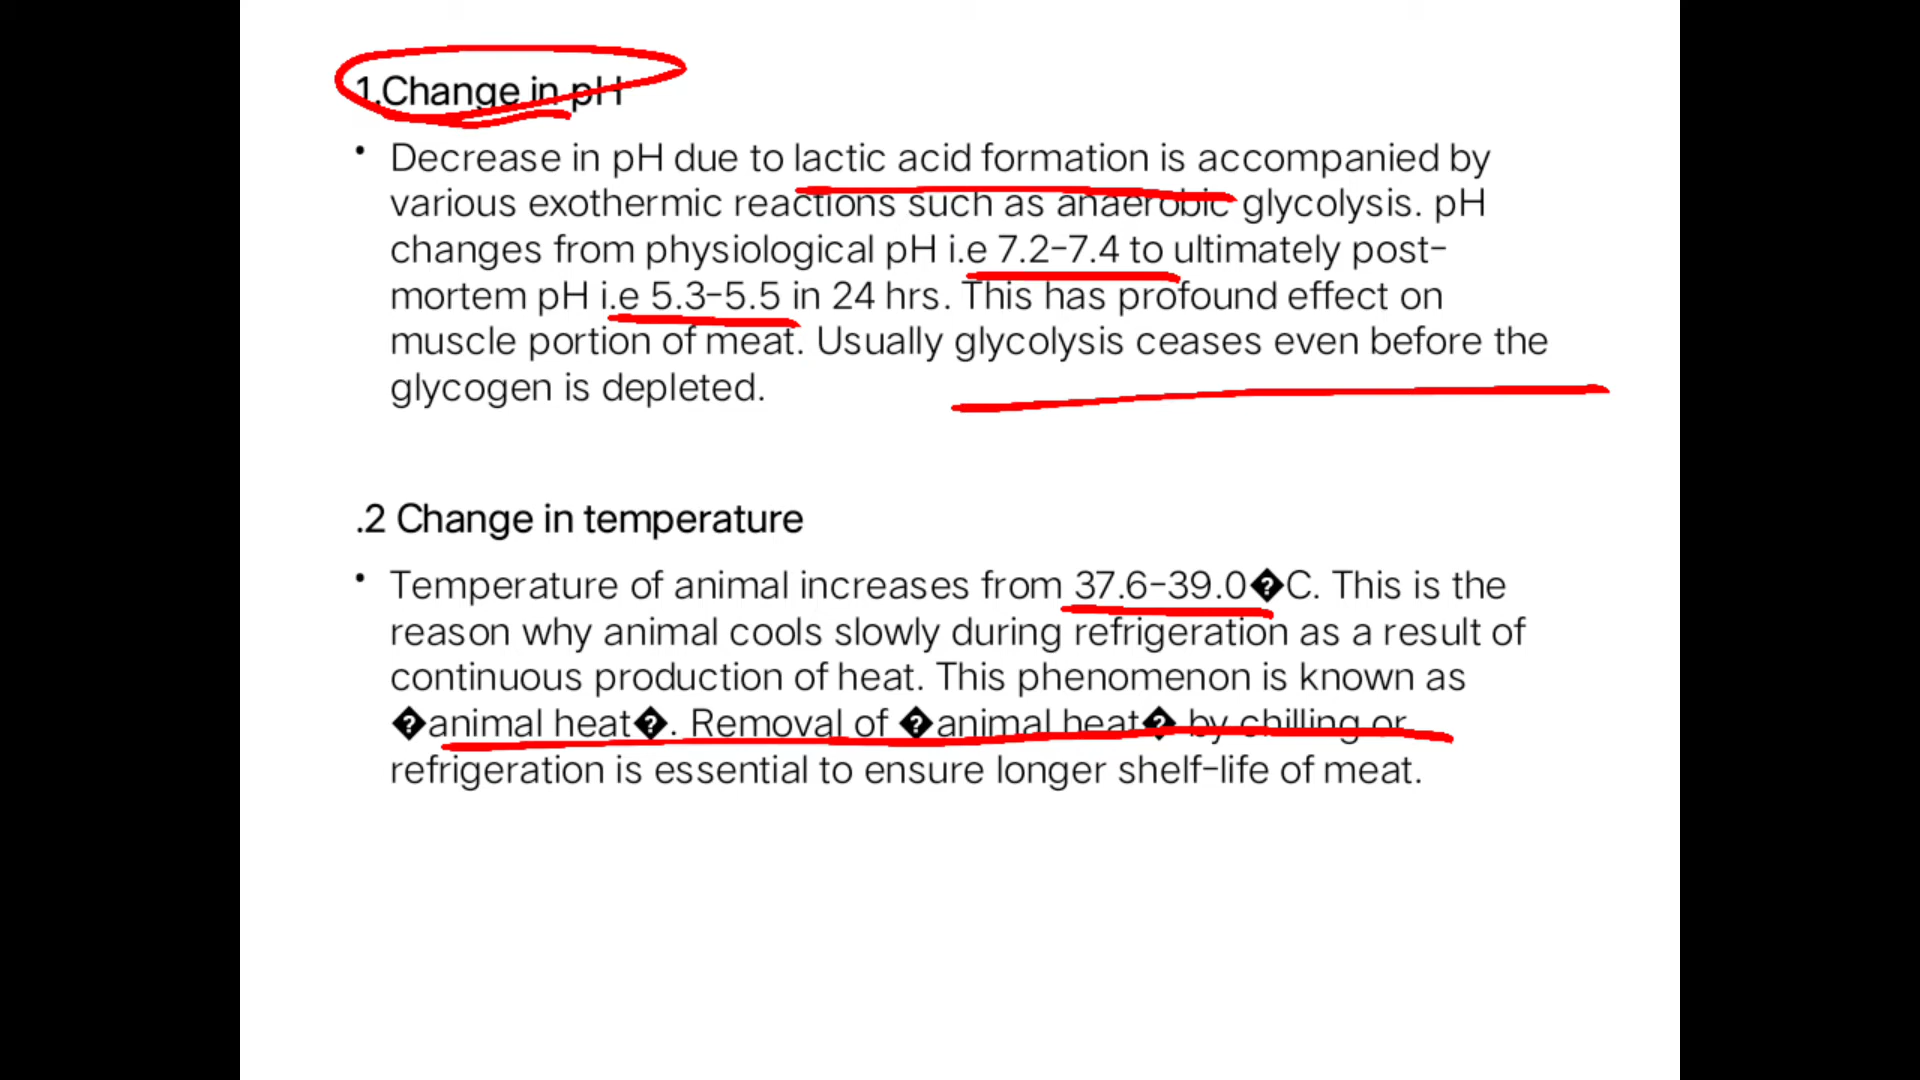 1.Change in pH
• Decrease in pH due to lactic acid formation is accompanied by
various exothermic reactions such as anaerobic glycolysis. pH
changes from physiological pH i.e 7.2-7.4 to ultimately post-
mortem pH i.e 5.3-5.5 in 24 hrs. This has profound effect on
muscle portion of meat. Usually glycolysis ceases even before the
glycogen is depleted.
.2 Change in temperature
• Temperature of animal increases from 37.6-39.0�C. This is the
reason why animal cools slowly during refrigeration as a result of
continuous production of heat. This phenomenon is known as
�animal heat�. Removal of �animal heat� by chilling or
refrigeration is essential to ensure longer shelf-life of meat.